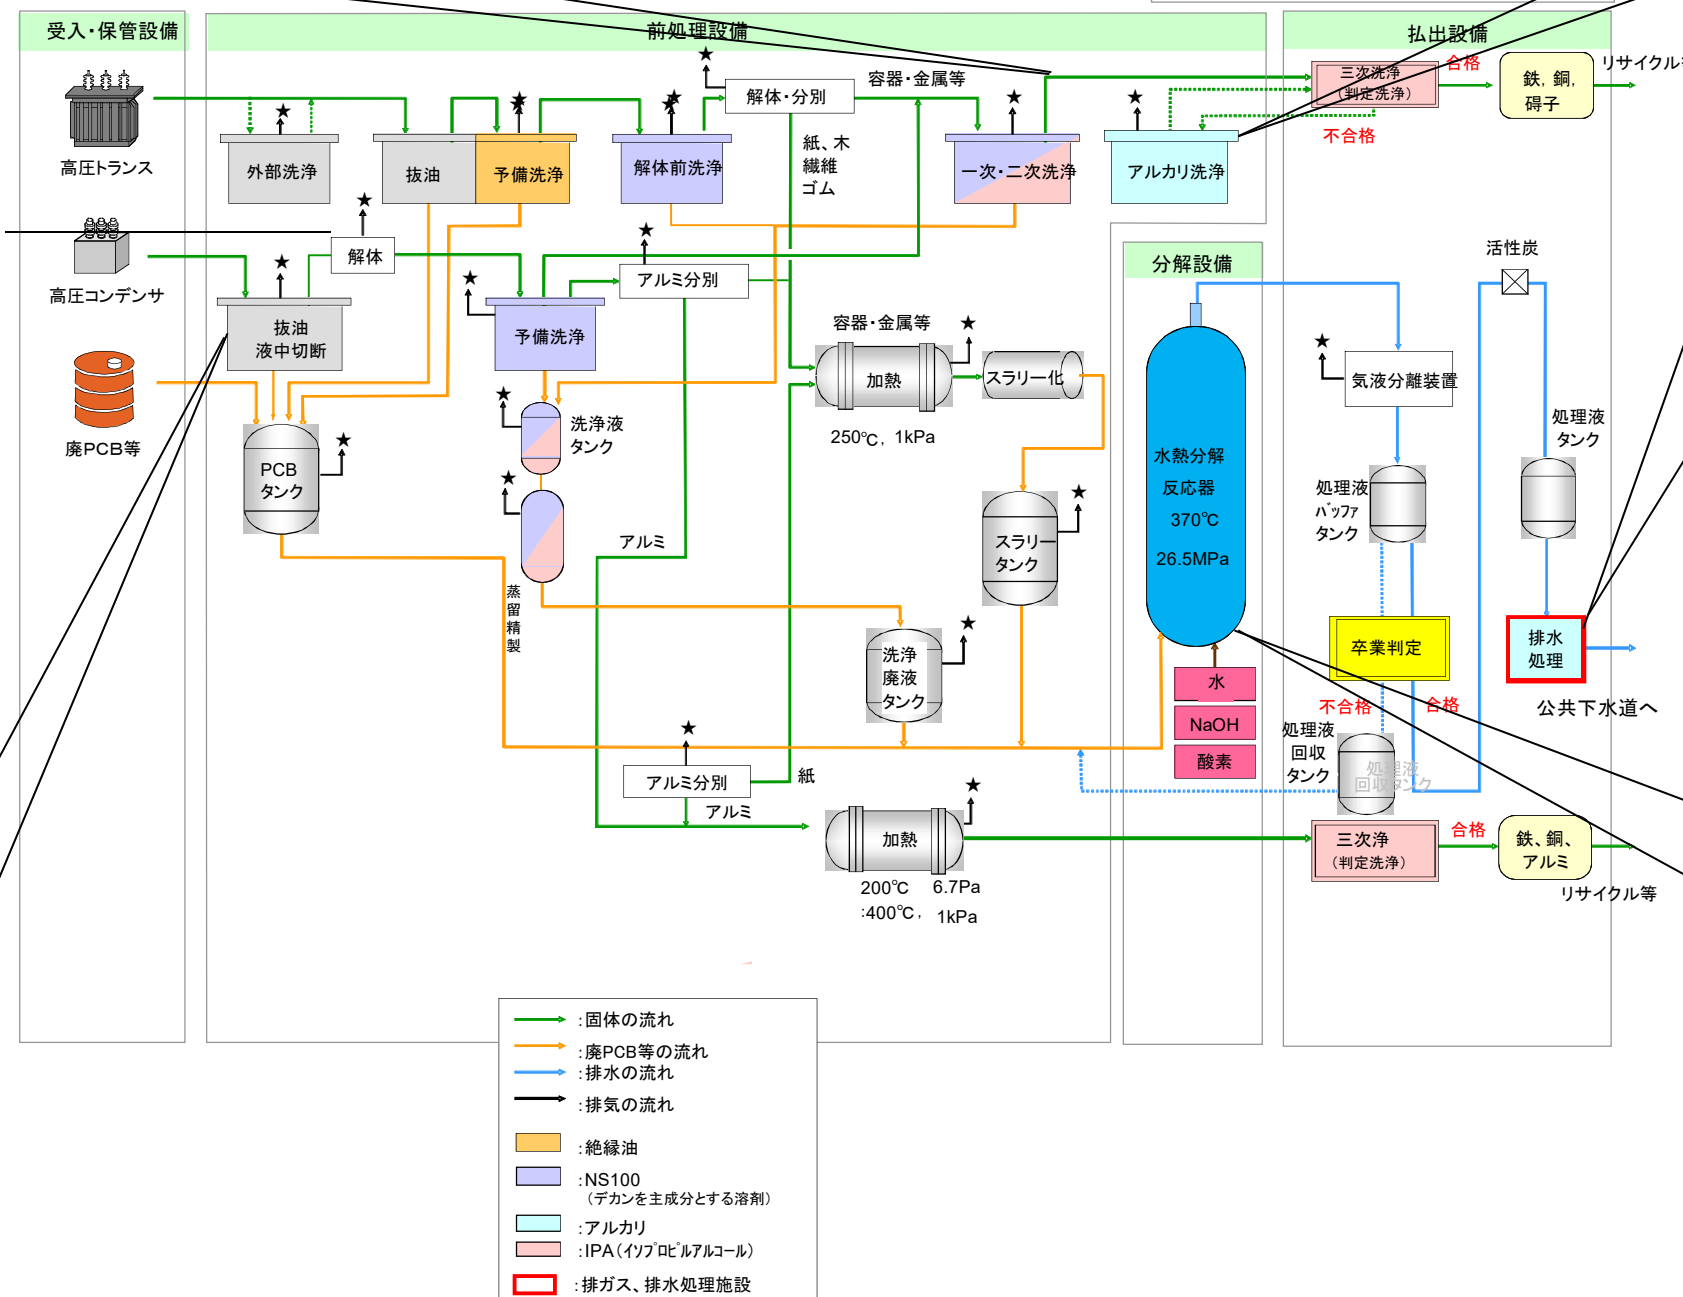 受入・保管設備
前処理設備
払出設備
高圧トランス
高圧コンデンサ
廃PCB等
外部洗浄
抜油
予備洗浄
解体前洗浄
解体・分別
容器・金属等
紙、木
繊維
ゴム
一次・二次洗浄
アルカリ洗浄
三次洗浄
(判定洗浄)
合格
不合格
鉄，銅，
碍子
リサイクル等
解体
抜油
液中切断
予備洗浄
アルミ分別
分解設備
活性炭
容器・金属等
加熱
スラリー化
250℃，1kPa
気液分離装置
処理液
タンク
PCB
タンク
洗浄液
タンク
水熱分解
反応器
370℃
26.5MPa
処理液
バッファ
タンク
スラリー
タンク
アルミ
蒸留精製
洗浄
廃液
タンク
卒業判定
不合格
合格
排水
処理
公共下水道へ
水
NaOH
酸素
処理液
回収
タンク
処理液
回収タンク
アルミ分別
紙
アルミ
加熱
200℃ 6.7Pa
:400℃， 1kPa
三次浄
(判定洗浄)
合格
鉄、銅、
アルミ
リサイクル等
:固体の流れ
:廃PCB等の流れ
:排水の流れ
:排気の流れ
:絶縁油
:NS100
(デカンを主成分とする溶剤)
:アルカリ
:IPA(イソプロピルアルコール)
:排ガス、排水処理施設